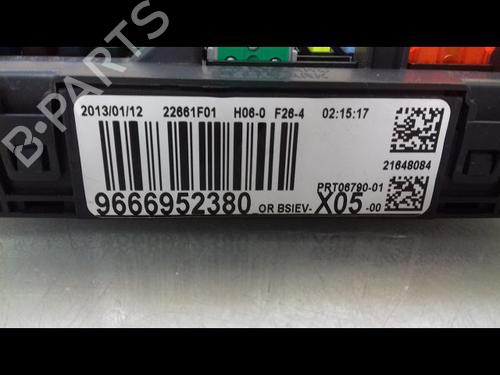 B-PARTS
2013/01/12 22661F01 H06-0 F26-4 02:15:17
21648084
PRT06790-01
9666952380 OR BSIEV- X05 -00